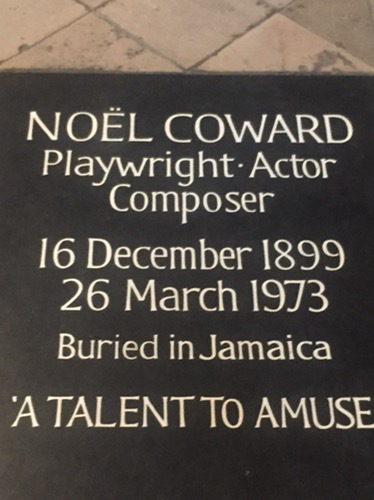 NOËL COWARD
Playwright · Actor
Composer
16 December 1899
26 March 1973
Buried in Jamaica
'A TALENT TO AMUSE